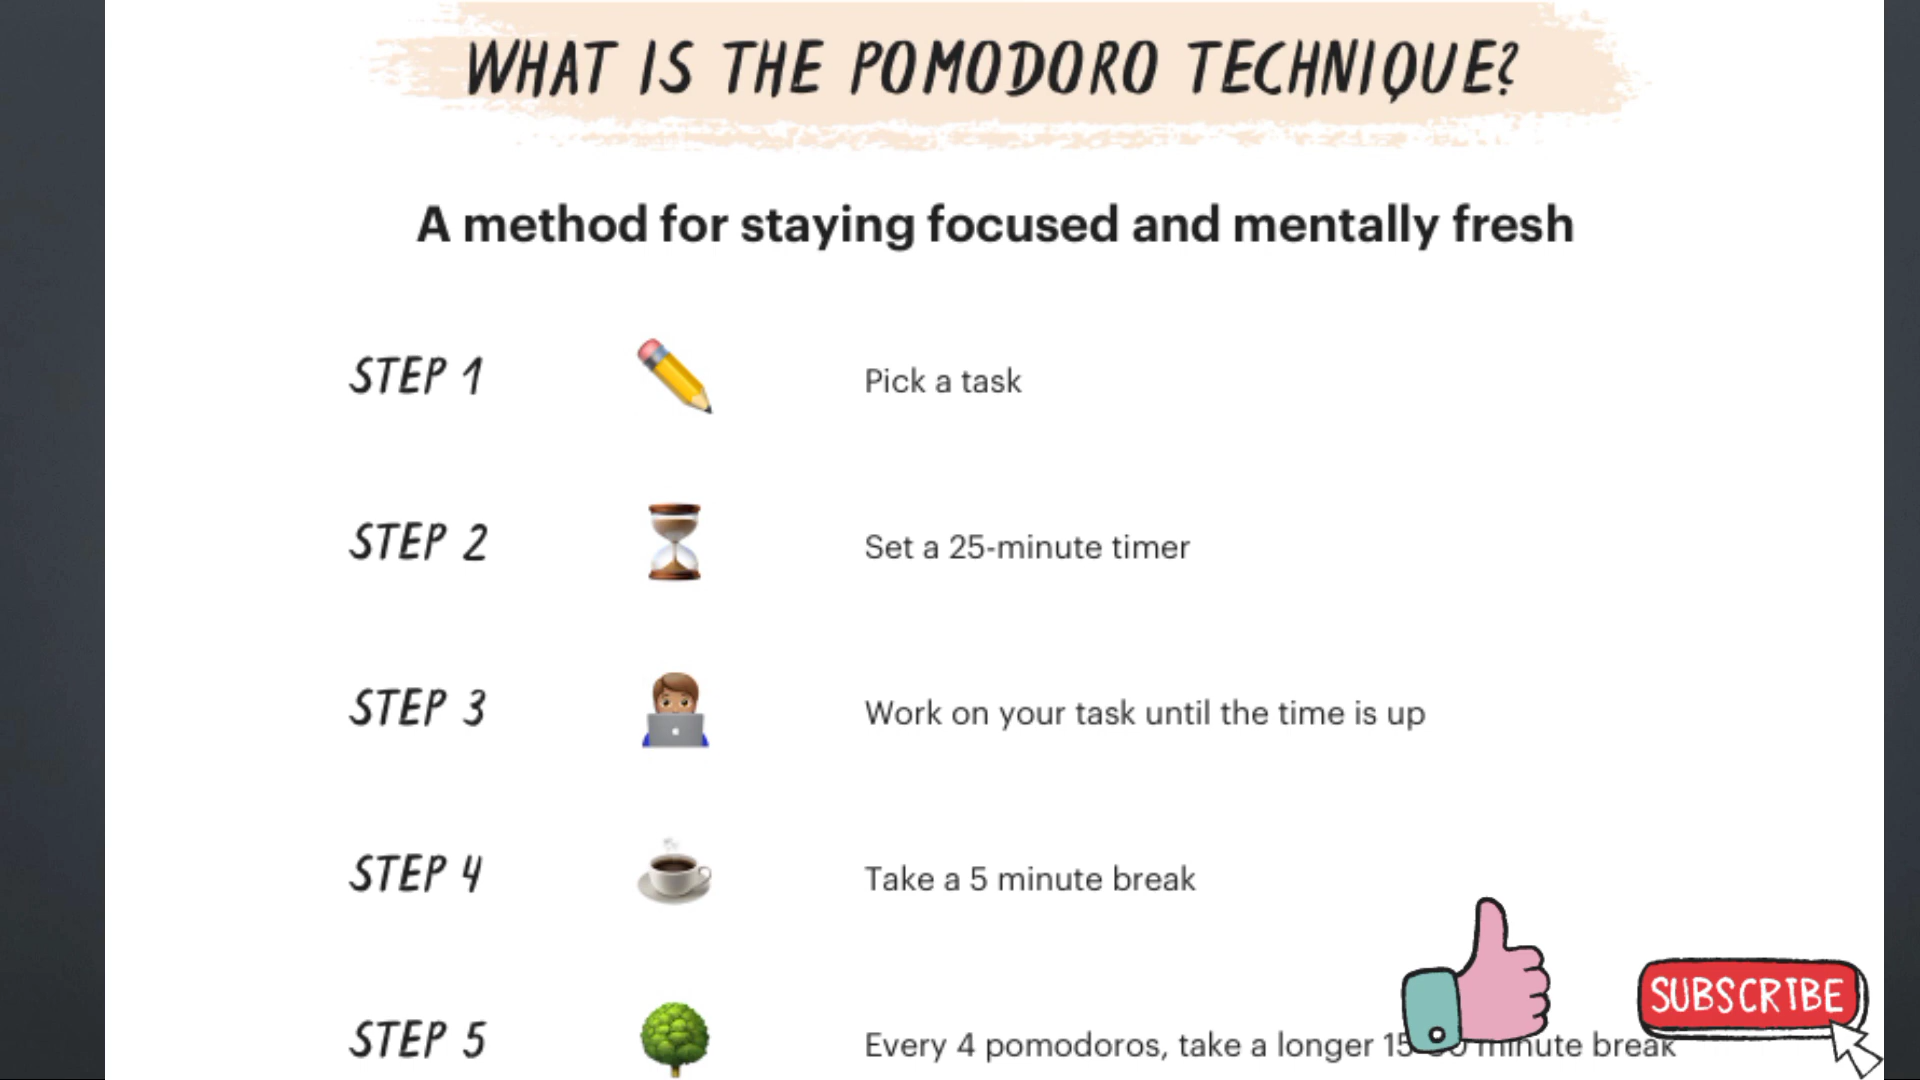 WHAT IS THE POMODORO TECHNIQUE?
A method for staying focused and mentally fresh
STEP 1 Pick a task
STEP 2 Set a 25-minute timer
STEP 3 Work on your task until the time is up
STEP 4 Take a 5 minute break
STEP 5 Every 4 pomodoros, take a longer minute break
SUBSCRIBE